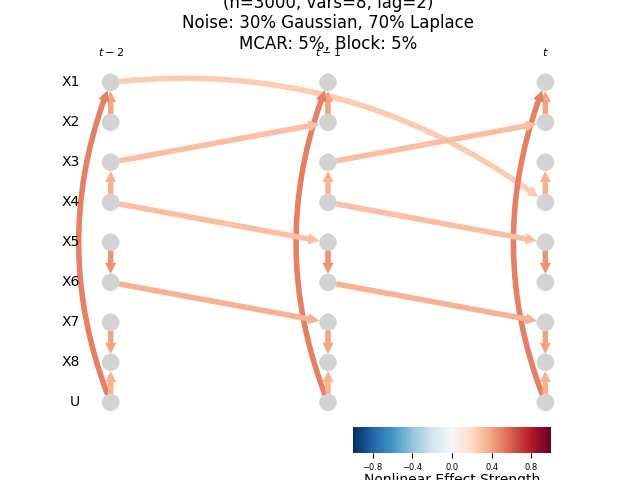 (n=3000, vars=8, lag=2)
Noise: 30% Gaussian, 70% Laplace
MCAR: 5%, Block: 5%
t − 2
t − 1
t
X1
X2
X3
X4
X5
X6
X7
X8
U
−0.8 −0.4 0.0 0.4 0.8
Nonlinear Effect Strength